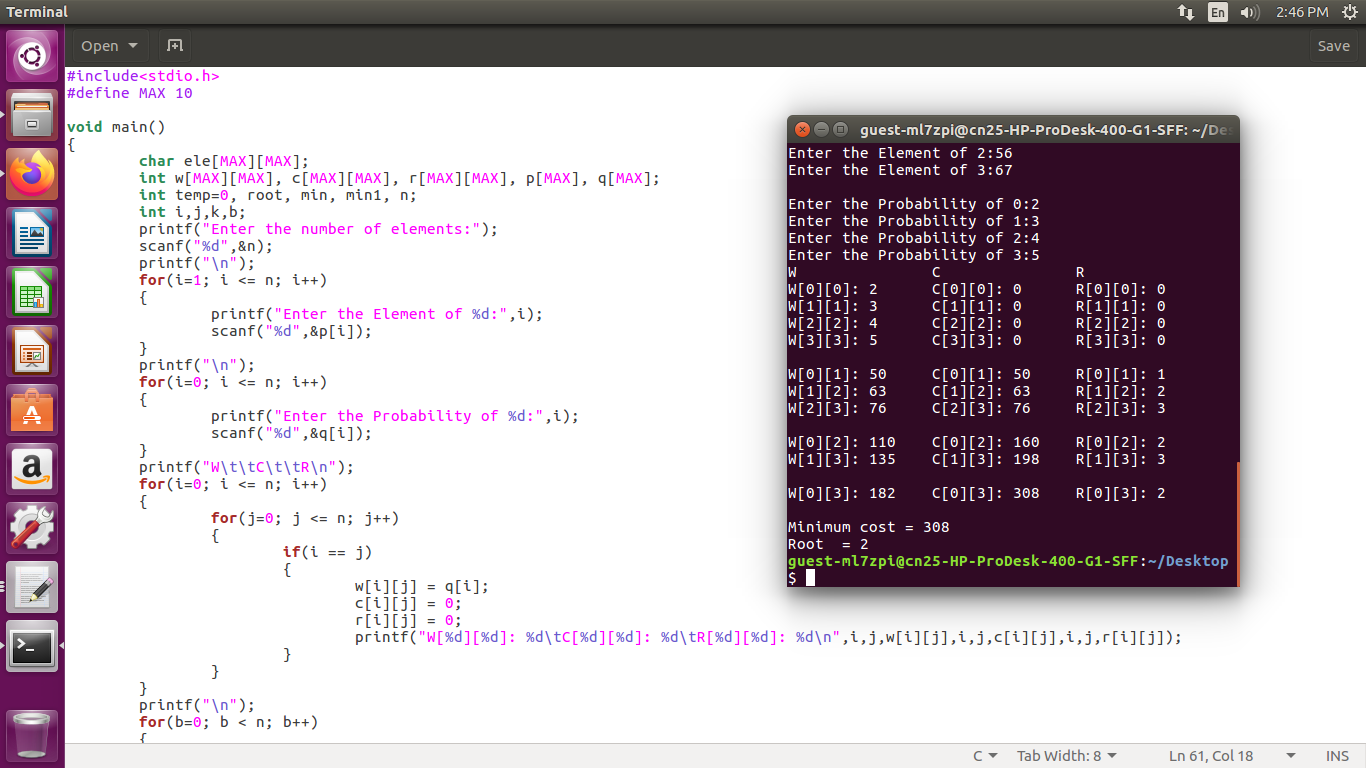 Terminal
En
2:46 PM
Open
Save
#include<stdio.h>
#define MAX 10
void main()
{
char ele[MAX][MAX];
int w[MAX][MAX], c[MAX][MAX], r[MAX][MAX], p[MAX], q[MAX];
int temp=0, root, min, min1, n;
int i,j,k,b;
printf("Enter the number of elements:");
scanf("%d",&n);
printf("\n");
for(i=1; i <= n; i++)
{
printf("Enter the Element of %d:",i);
scanf("%d",&p[i]);
}
printf("\n");
for(i=0; i <= n; i++)
{
printf("Enter the Probability of %d:",i);
scanf("%d",&q[i]);
}
printf("W\t\tC\t\tR\n");
for(i=0; i <= n; i++)
{
for(j=0; j <= n; j++)
{
if(i == j)
{
w[i][j] = q[i];
c[i][j] = 0;
r[i][j] = 0;
printf("W[%d][%d]: %d\tC[%d][%d]: %d\tR[%d][%d]: %d\n",i,j,w[i][j],i,j,c[i][j],i,j,r[i][j]);
}
}
}
printf("\n");
for(b=0; b < n; b++)
{
guest-ml7zpi@cn25-HP-ProDesk-400-G1-SFF: ~/Des
Enter the Element of 2:56
Enter the Element of 3:67
Enter the Probability of 0:2
Enter the Probability of 1:3
Enter the Probability of 2:4
Enter the Probability of 3:5
W C R
W[0][0]: 2 C[0][0]: 0 R[0][0]: 0
W[1][1]: 3 C[1][1]: 0 R[1][1]: 0
W[2][2]: 4 C[2][2]: 0 R[2][2]: 0
W[3][3]: 5 C[3][3]: 0 R[3][3]: 0
W[0][1]: 50 C[0][1]: 50 R[0][1]: 1
W[1][2]: 63 C[1][2]: 63 R[1][2]: 2
W[2][3]: 76 C[2][3]: 76 R[2][3]: 3
W[0][2]: 110 C[0][2]: 160 R[0][2]: 2
W[1][3]: 135 C[1][3]: 198 R[1][3]: 3
W[0][3]: 182 C[0][3]: 308 R[0][3]: 2
Minimum cost = 308
Root = 2
guest-ml7zpi@cn25-HP-ProDesk-400-G1-SFF:~/Desktop
$
C
Tab Width: 8
Ln 61, Col 18
INS